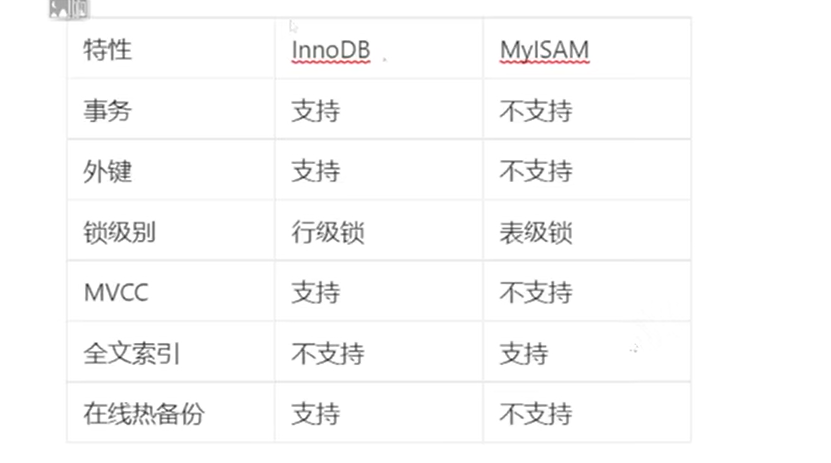 特性 InnoDB MyISAM
事务 支持 不支持
外键 支持 不支持
锁级别 行级锁 表级锁
MVCC 支持 不支持
全文索引 不支持 支持
在线热备份 支持 不支持